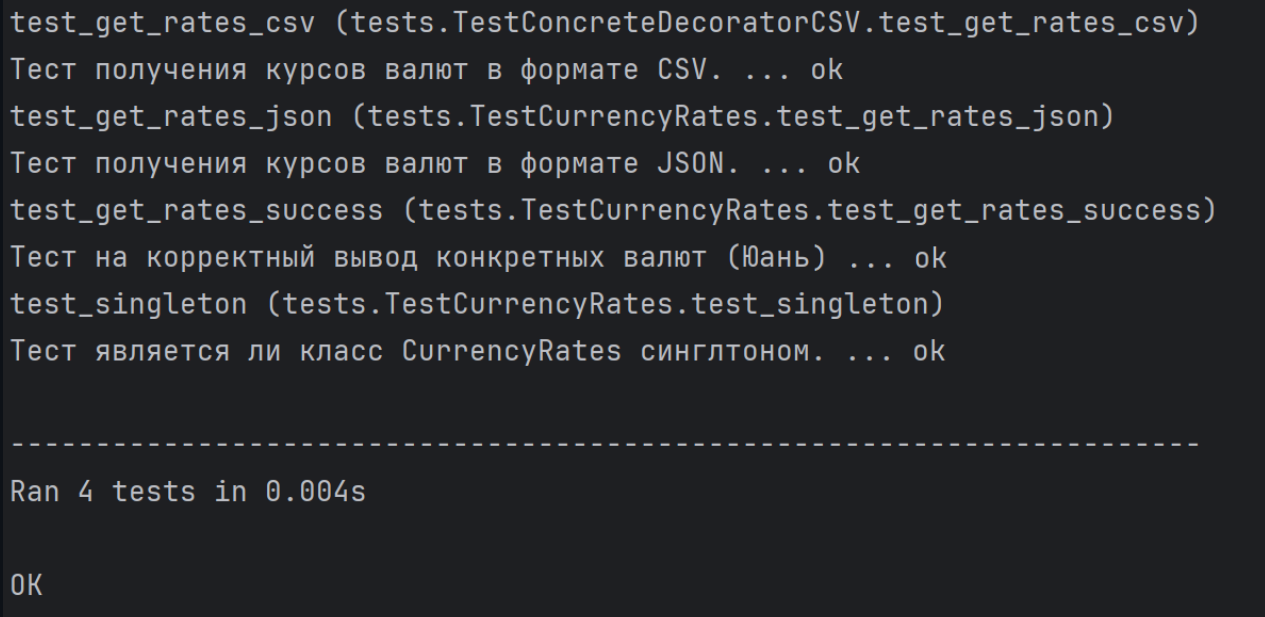 test_get_rates_csv (tests.TestConcreteDecoratorCSV.test_get_rates_csv)
Тест получения курсов валют в формате CSV. ... ok
test_get_rates_json (tests.TestCurrencyRates.test_get_rates_json)
Тест получения курсов валют в формате JSON. ... ok
test_get_rates_success (tests.TestCurrencyRates.test_get_rates_success)
Тест на корректный вывод конкретных валют (Юань) ... ok
test_singleton (tests.TestCurrencyRates.test_singleton)
Тест является ли класс CurrencyRates синглтоном. ... ok
----------------------------------------------------------------------
Ran 4 tests in 0.004s
OK